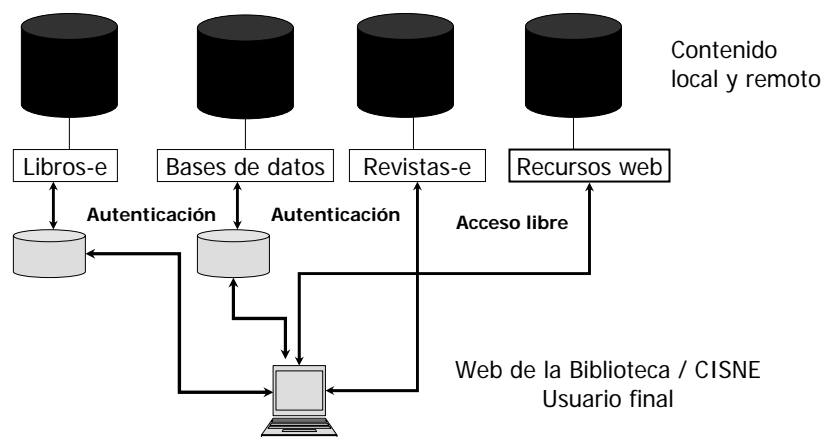 Contenido
local y remoto
Libros-e
Bases de datos
Revistas-e
Recursos web
Autenticación
Autenticación
Acceso libre
Web de la Biblioteca / CISNE
Usuario final